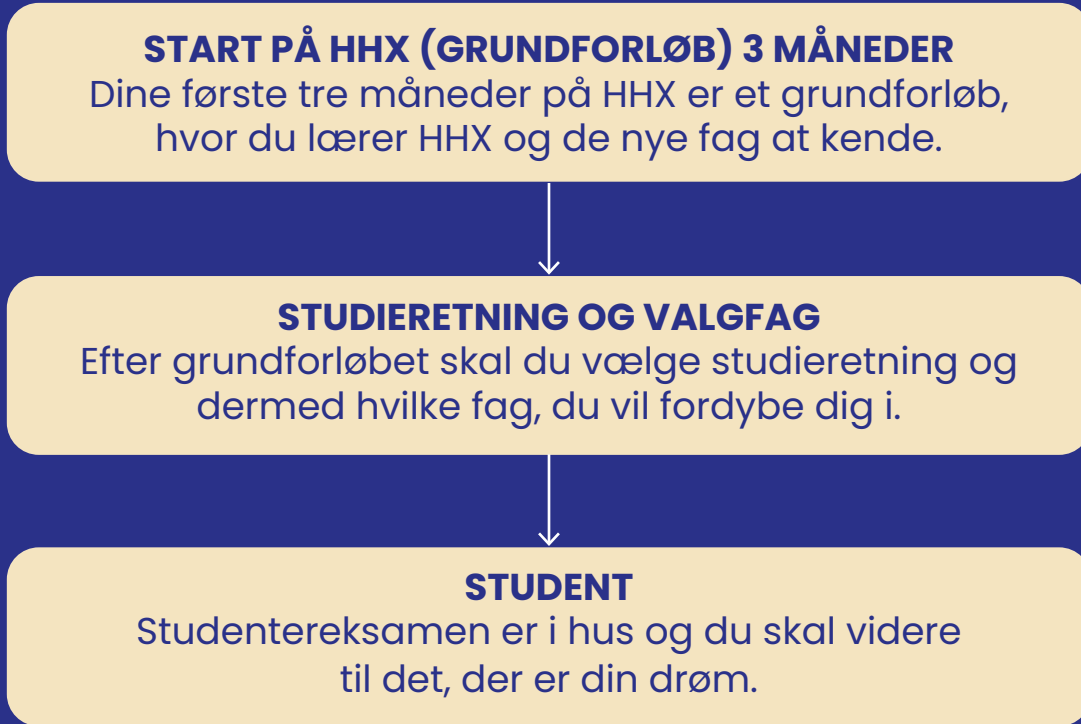 START PÅ HHX (GRUNDFORLØB) 3 MÅNEDER
Dine første tre måneder på HHX er et grundforløb,
hvor du lærer HHX og de nye fag at kende.
STUDIERETNING OG VALGFAG
Efter grundforløbet skal du vælge studieretning og
dermed hvilke fag, du vil fordybe dig i.
STUDENT
Studentereksamen er i hus og du skal videre
til det, der er din drøm.